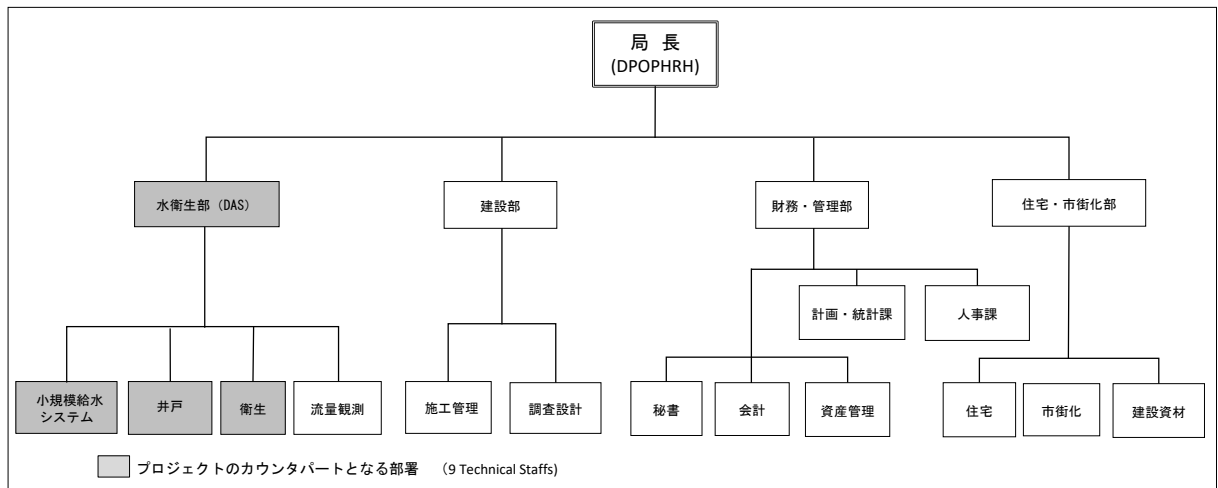 局 長
(DPOPHRH)
水衛生部（DAS）
建設部
財務・管理部
住宅・市街化部
計画・統計課
人事課
小規模給水
システム
井戸
衛生
流量観測
施工管理
調査設計
秘書
会計
資産管理
住宅
市街化
建設資材
プロジェクトのカウンタパートとなる部署 （9 Technical Staffs)